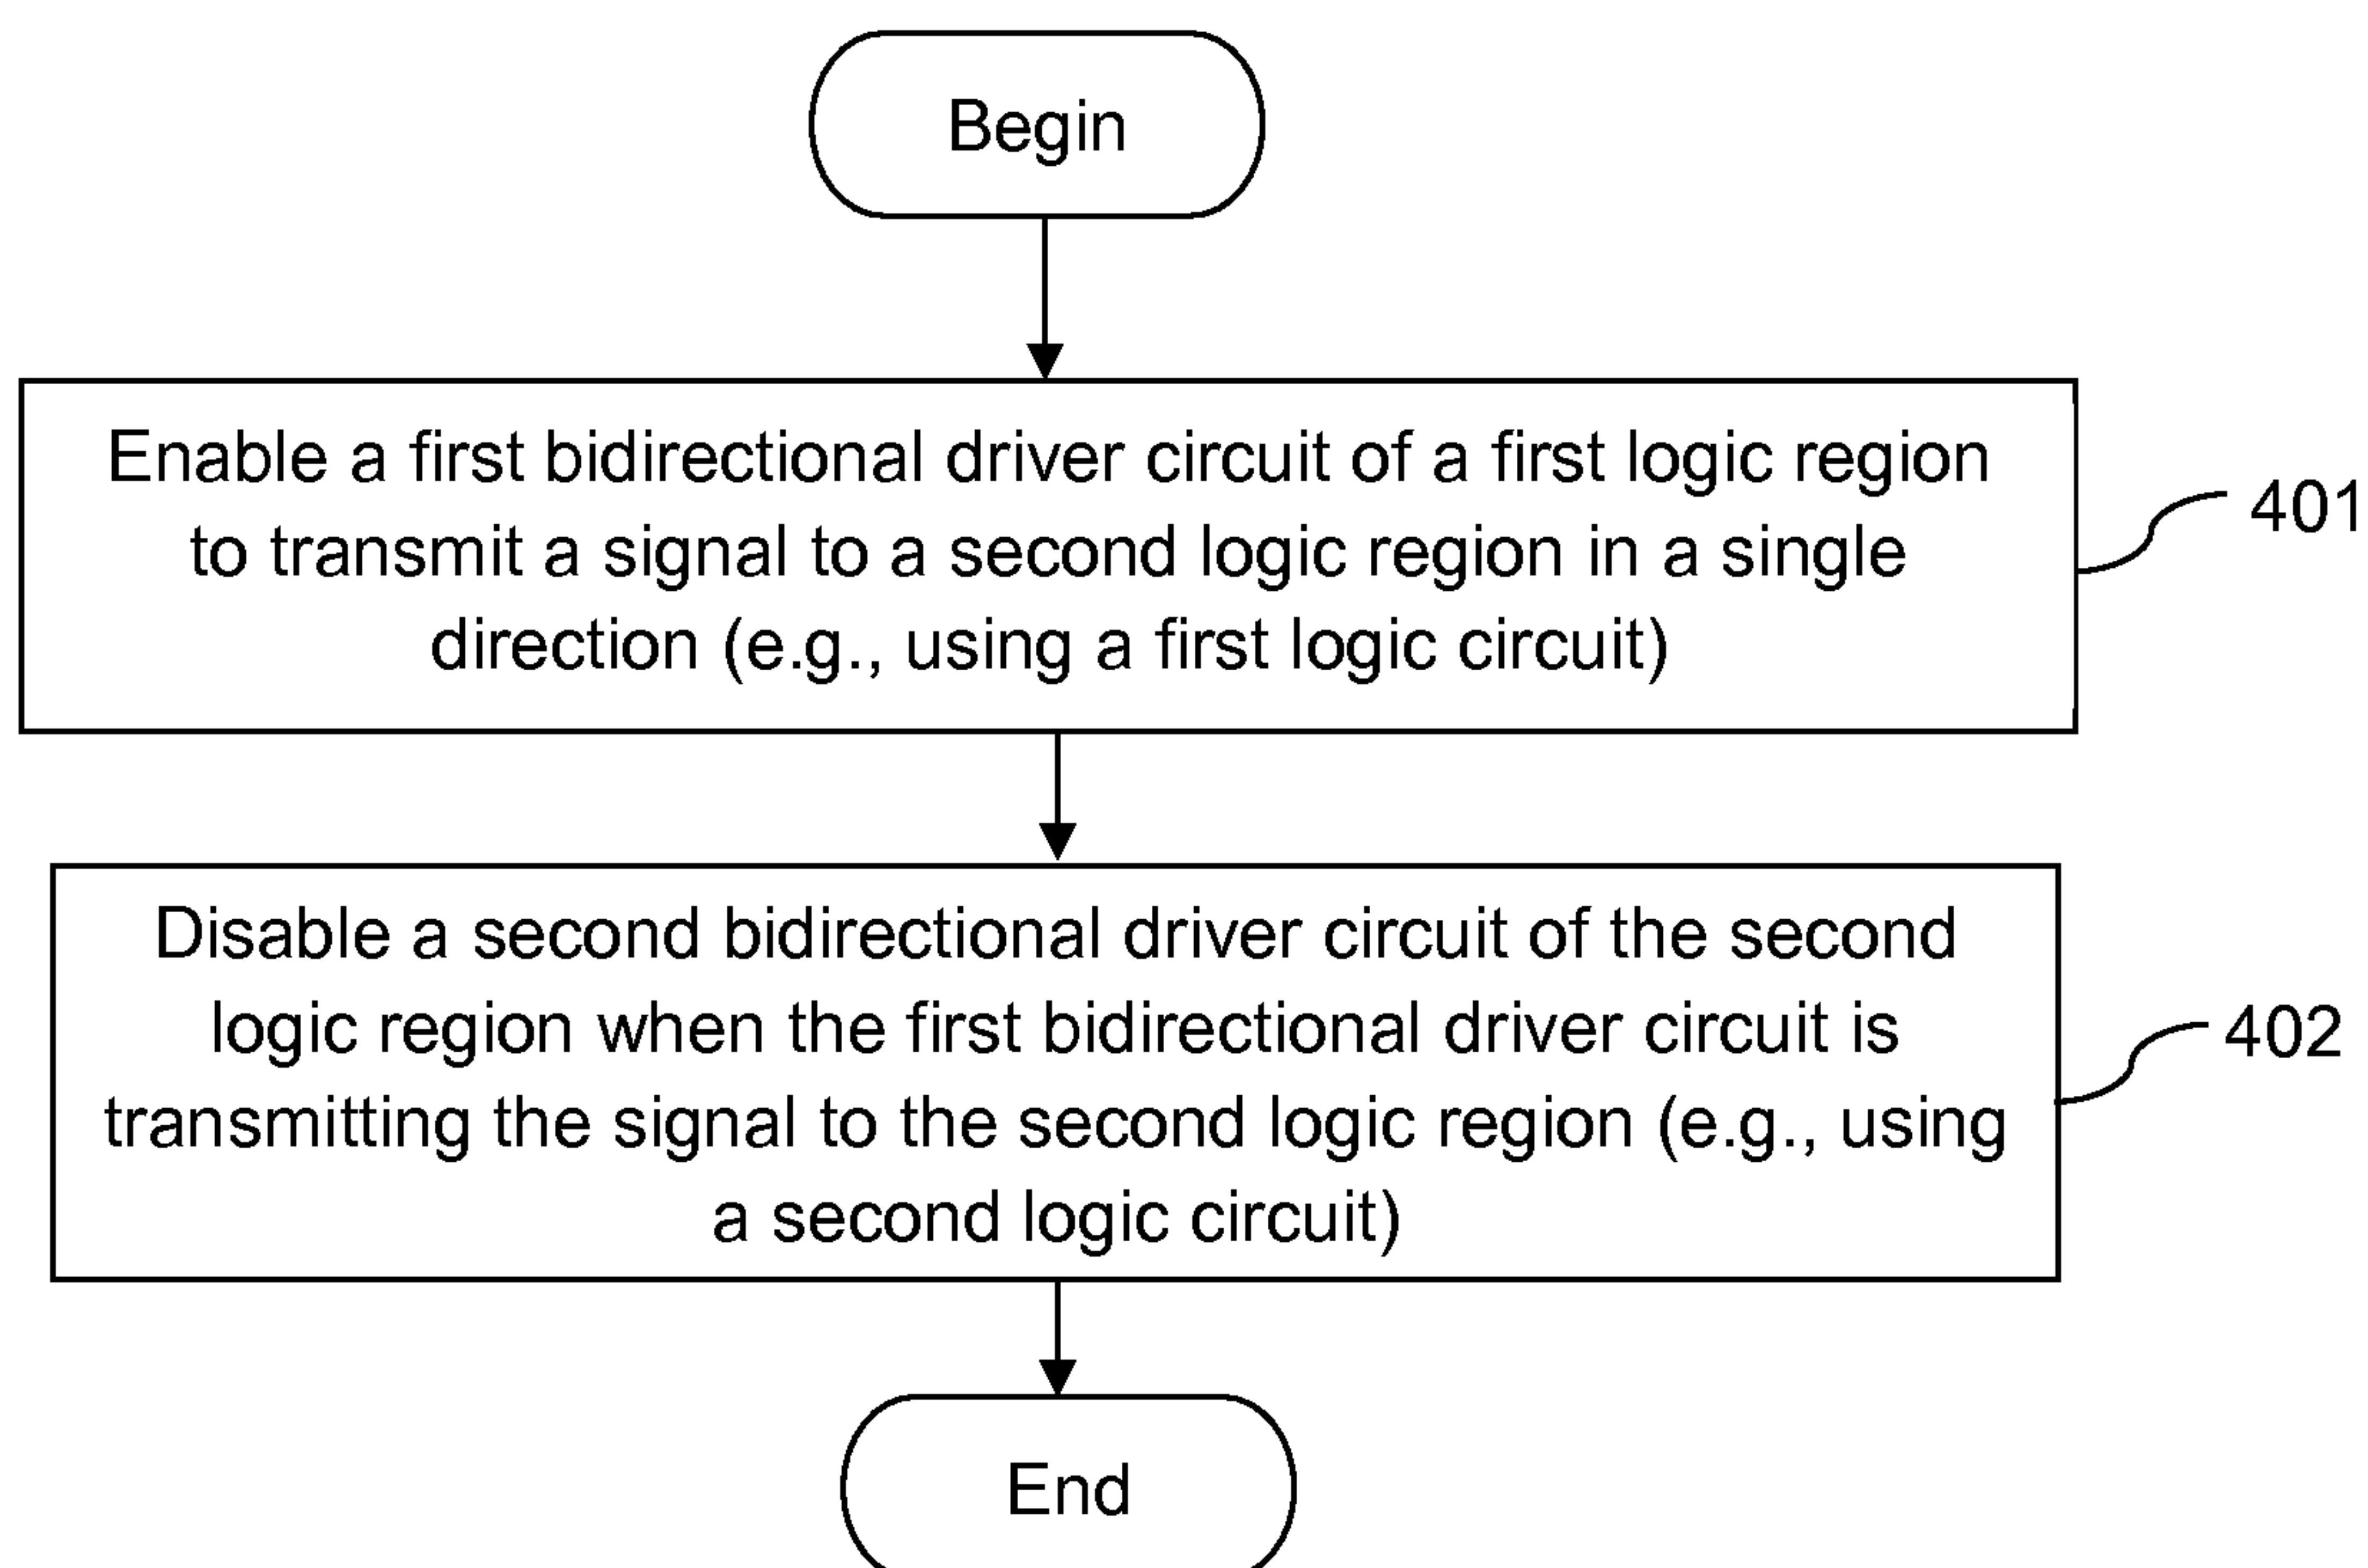 Begin
Enable a first bidirectional driver circuit of a first logic region
to transmit a signal to a second logic region in a single
direction (e.g., using a first logic circuit)
401
Disable a second bidirectional driver circuit of the second
logic region when the first bidirectional driver circuit is
transmitting the signal to the second logic region (e.g., using
a second logic circuit)
402
End